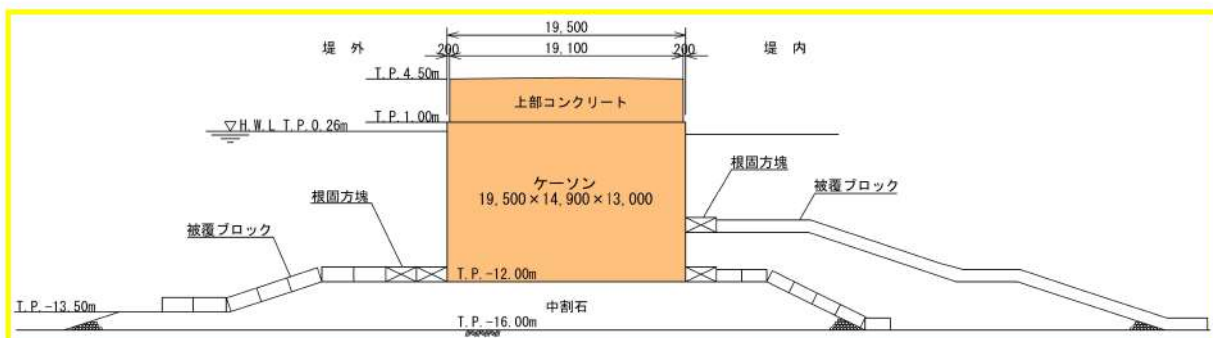 19,500
堤 外
200
19,100
200
堤 内
T.P.4.50m
上部コンクリート
T.P.1.00m
▽H.W.L T.P.0.26m
根固方塊
ケーソン
被覆ブロック
19,500×14,900×13,000
根固方塊
被覆ブロック
T.P.-12.00m
T.P.-13.50m
中割石
T.P.-16.00m